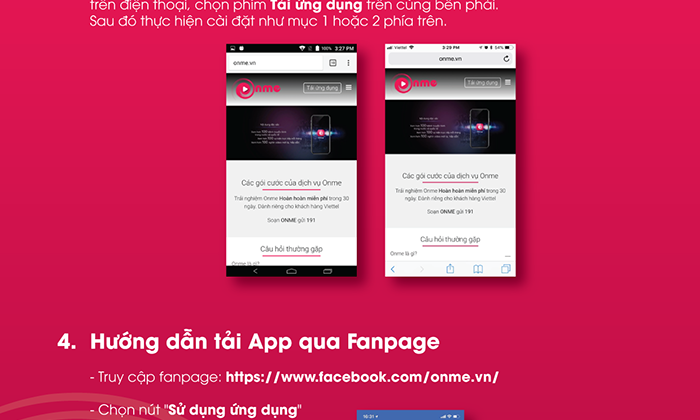 trên điện thoại, chọn phím Tải ứng dụng trên cùng bên phải.
Sau đó thực hiện cài đặt như mục 1 hoặc 2 phía trên.
100% 3:27 PM
onme.vn
Onme
Tải ứng dụng
Các gói cước của dịch vụ Onme
Trải nghiệm Onme Hoàn hoàn miễn phí trong 30
ngày. Dành riêng cho khách hàng Viettel
Soạn ONME gửi 191
Câu hỏi thường gặp
Onme là gì?
Viettel 3:29 PM 54%
onme.vn
Onme
Tải ứng dụng
Các gói cước của dịch vụ Onme
Trải nghiệm Onme Hoàn hoàn miễn phí trong 30
ngày. Dành riêng cho khách hàng Viettel
Soạn ONME gửi 191
Câu hỏi thường gặp
Onme là gì?
4. Hướng dẫn tải App qua Fanpage
- Truy cập fanpage: https://www.facebook.com/onme.vn/
- Chọn nút "Sử dụng ứng dụng"
16:31